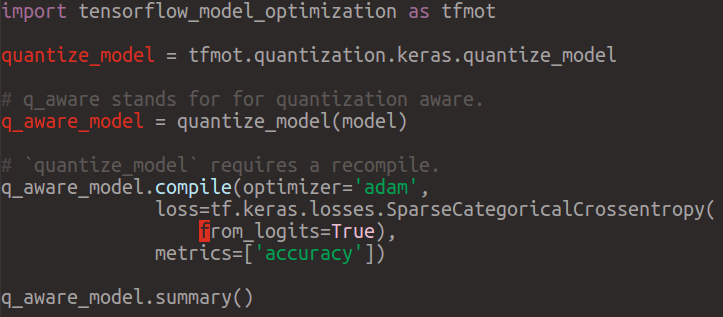 import tensorflow_model_optimization as tfmot
quantize_model = tfmot.quantization.keras.quantize_model
# q_aware stands for for quantization aware.
q_aware_model = quantize_model(model)
# `quantize_model` requires a recompile.
q_aware_model.compile(optimizer='adam',
loss=tf.keras.losses.SparseCategoricalCrossentropy(
from_logits=True),
metrics=['accuracy'])
q_aware_model.summary()